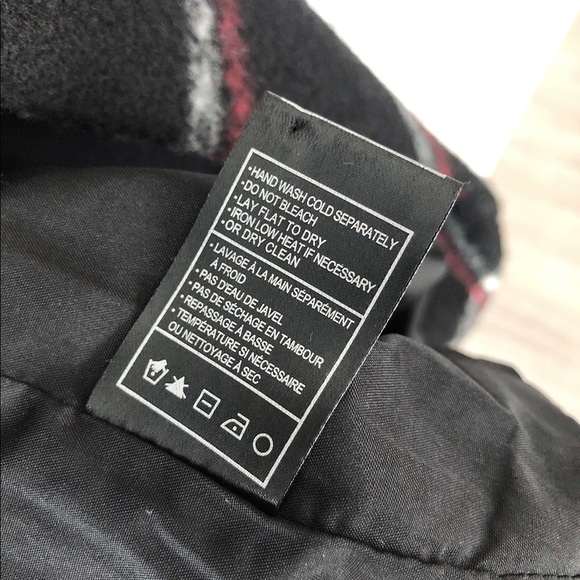 •HAND WASH COLD SEPARATELY
•DO NOT BLEACH
•LAY FLAT TO DRY
•IRON LOW HEAT IF NECESSARY
•OR DRY CLEAN
•LAVAGE À LA MAIN SÉPARÉMENT
À FROID
•PAS D'EAU DE JAVEL
•PAS DE SÉCHAGE EN TAMBOUR
•REPASSAGE À BASSE
•TEMPÉRATURE SI NÉCESSAIRE
OU NETTOYAGE À SEC